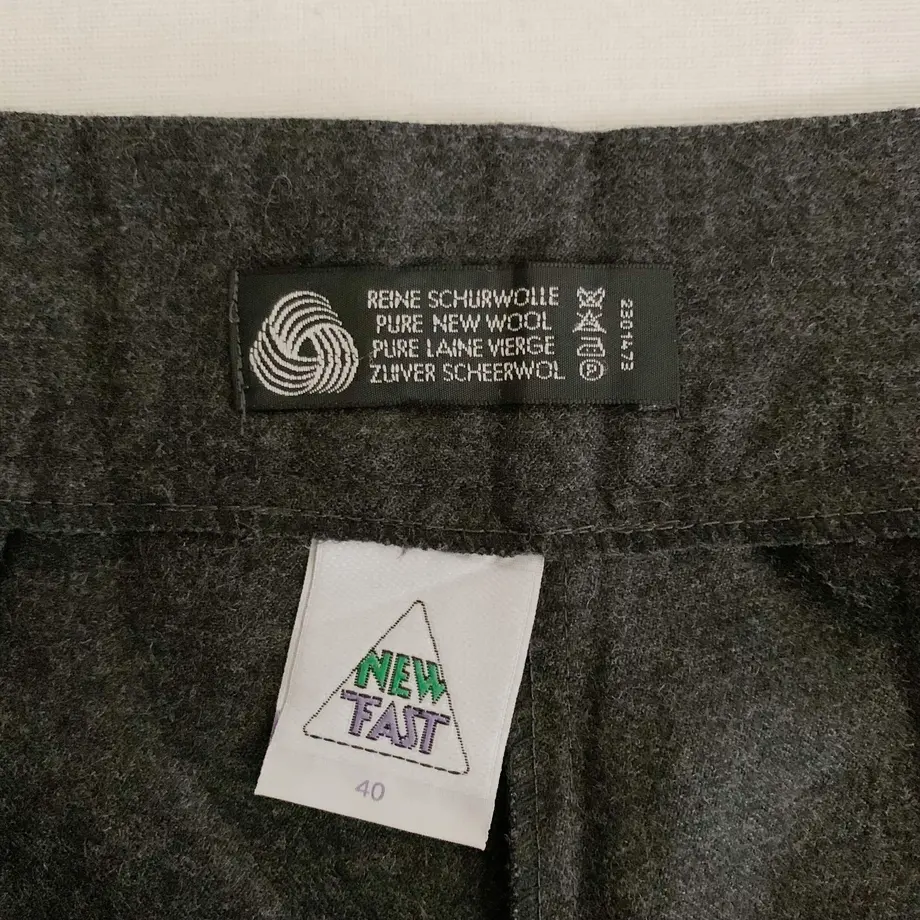 REINE SCHURWOLLE
PURE NEW WOOL
PURE LAINE VIERGE
ZUIVER SCHEERWOL
P
2301473
NEW
FAST
40